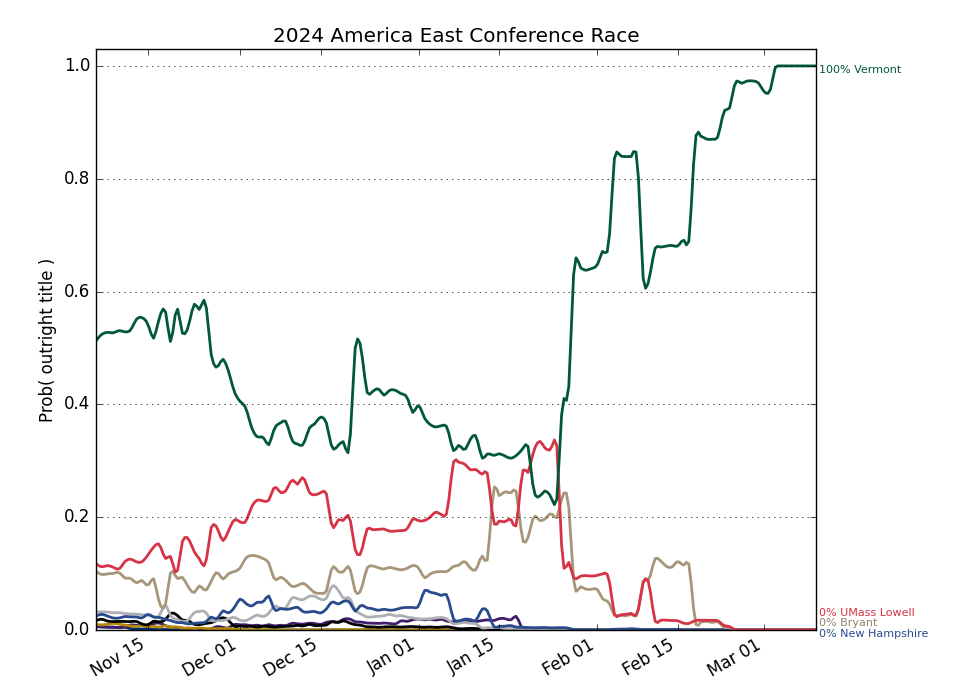 2024 America East Conference Race
1.0
100% Vermont
0.8
0.6
Prob( outright title )
0.4
0.2
0% UMass Lowell
0% Bryant
0.0
0% New Hampshire
Nov 15
Dec 01
Dec 15
Jan 01
Jan 15
Feb 01
Feb 15
Mar 01